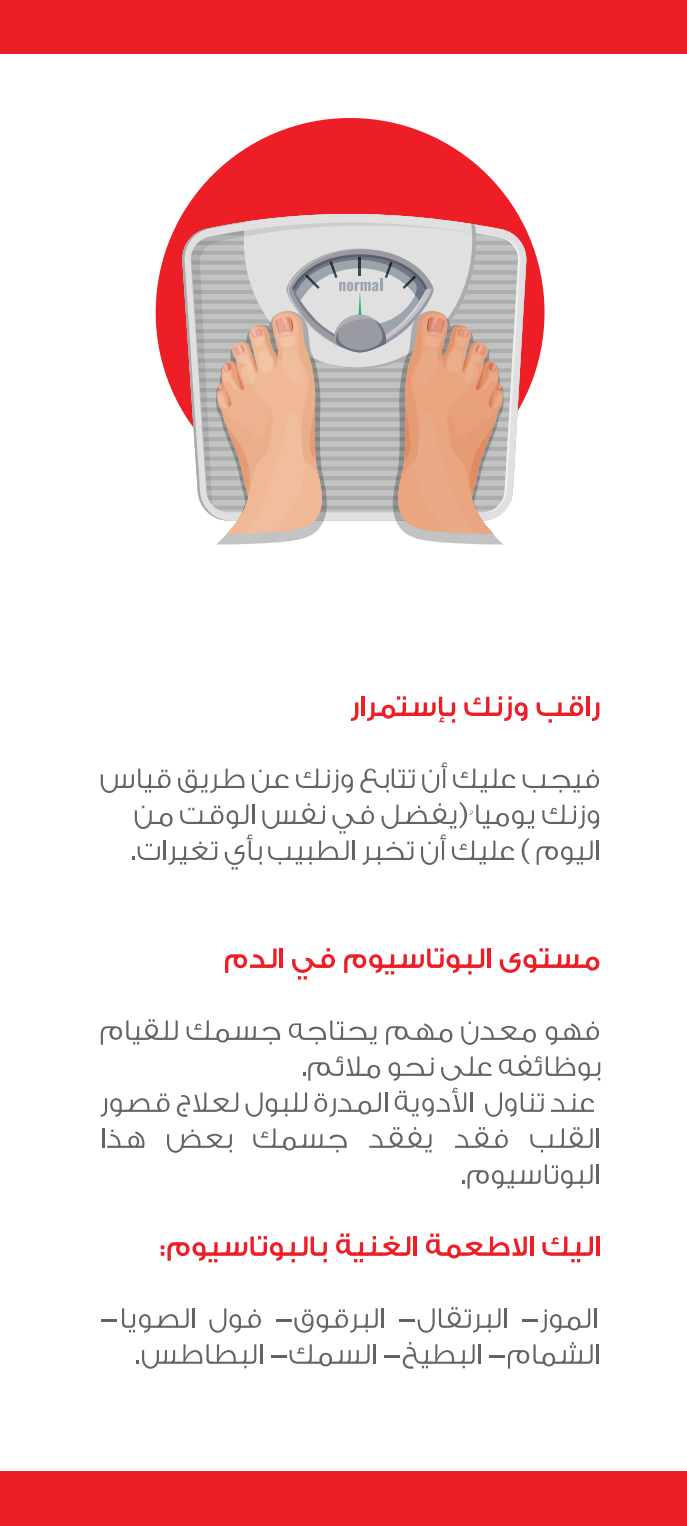 normal
راقب وزنك بإستمرار
فيجب عليك أن تتابع وزنك عن طريق قياس
وزنك يوميا ً(يفضل في نفس الوقت من
اليوم ) عليك أن تخبر الطبيب بأي تغيرات.
مستوى البوتاسيوم في الدم
فهو معدن مهم يحتاجه جسمك للقيام
بوظائفه على نحو ملائم.
عند تناول الأدوية المدرة للبول لعلاج قصور
القلب فقد يفقد جسمك بعض هذا
البوتاسيوم.
اليك الاطعمة الغنية بالبوتاسيوم:
الموز– البرتقال– البرقوق– فول الصويا–
الشمام– البطيخ– السمك– البطاطس.